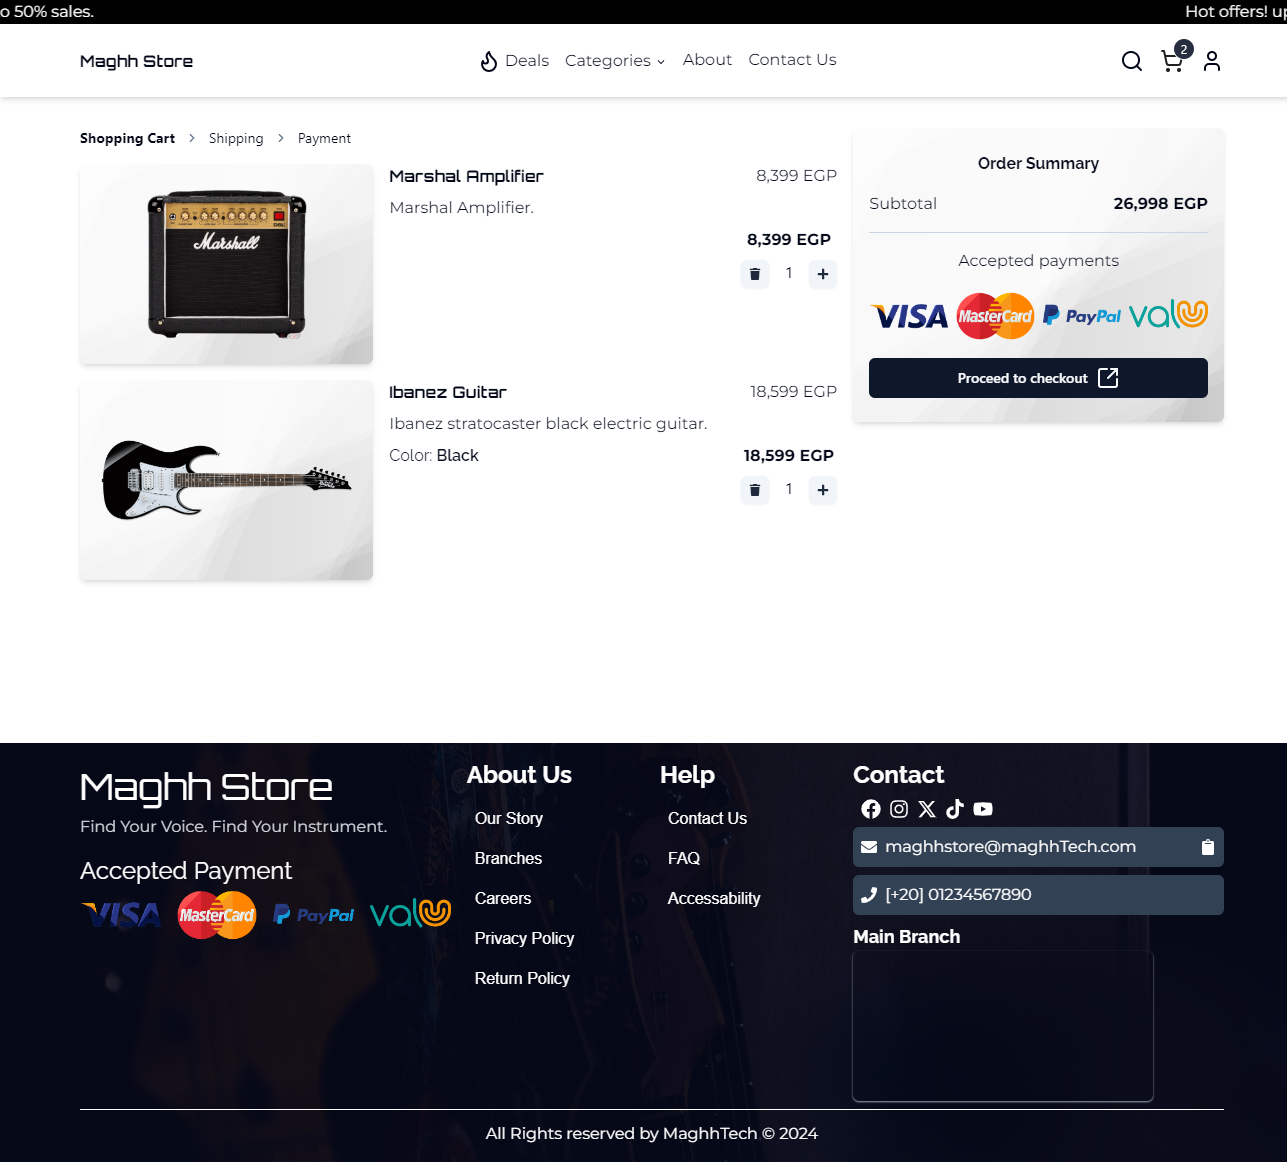 o 50% sales.
Hot offers! up
Maghh Store
Deals
Categories
About
Contact Us
2
Shopping Cart
Shipping
Payment
Marshall
Marshal Amplifier
8,399 EGP
Marshal Amplifier.
8,399 EGP
1
Ibanez Guitar
18,599 EGP
Ibanez stratocaster black electric guitar.
Color: Black
18,599 EGP
1
Order Summary
Subtotal
26,998 EGP
Accepted payments
VISA
MasterCard
PayPal
valU
Proceed to checkout
Maghh Store
Find Your Voice. Find Your Instrument.
Accepted Payment
VISA
MasterCard
PayPal
valU
About Us
Our Story
Branches
Careers
Privacy Policy
Return Policy
Help
Contact Us
FAQ
Accessability
Contact
maghhstore@maghhTech.com
[+20] 01234567890
Main Branch
All Rights reserved by MaghhTech © 2024